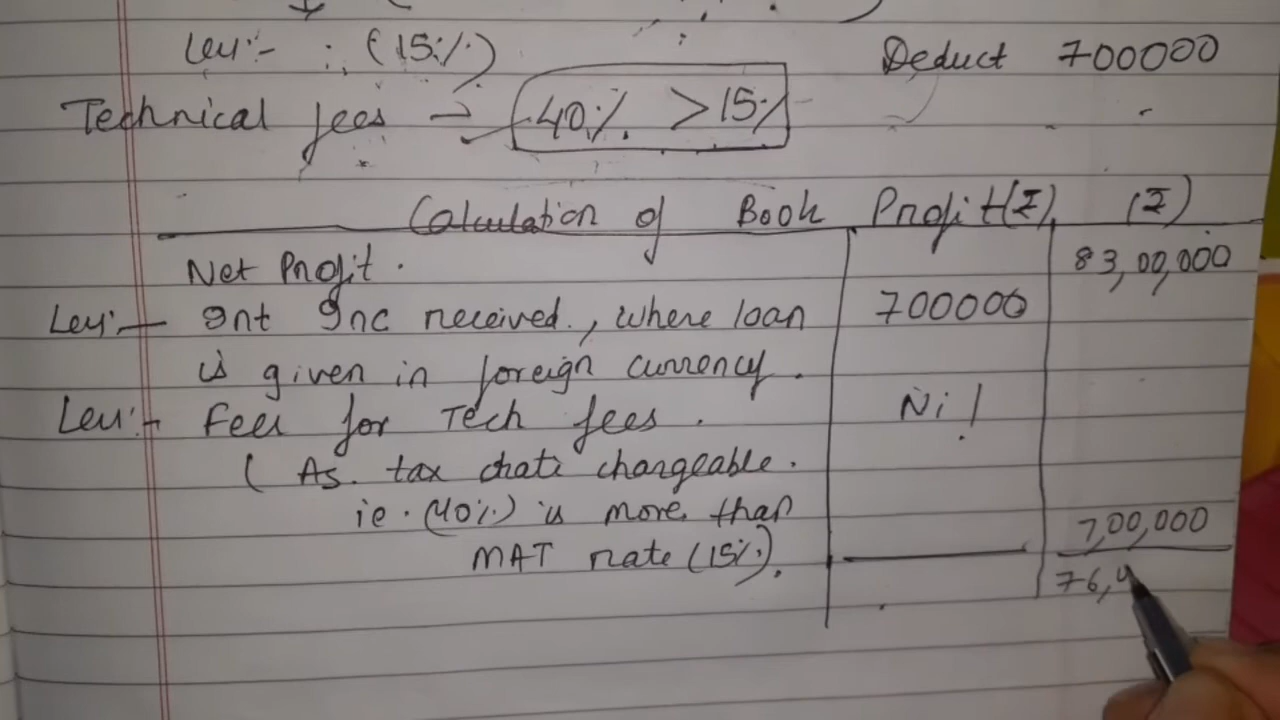 Less:- (15%)
Deduct 700000
Technical fees → 40% > 15%
Calculation of Book Profit (₹) (₹)
Net Profit. 83,00,000
Less:- Int Inc received., where loan 700000
is given in foreign currency.
Less:- Fees for Tech fees. Nil
(As. tax rate chargeable.
ie. (40%) is more than 7,00,000
MAT rate (15%).
76,